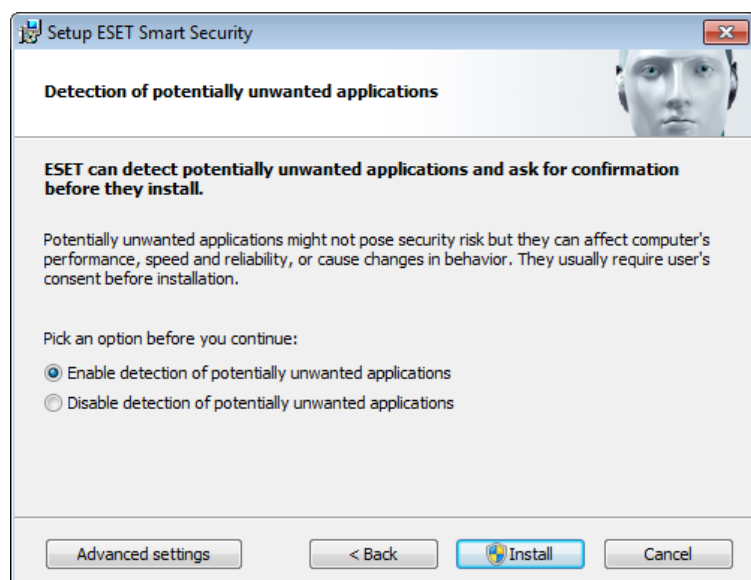 Setup ESET Smart Security
Detection of potentially unwanted applications
ESET can detect potentially unwanted applications and ask for confirmation
before they install.
Potentially unwanted applications might not pose security risk but they can affect computer's
performance, speed and reliability, or cause changes in behavior. They usually require user's
consent before installation.
Pick an option before you continue:
Enable detection of potentially unwanted applications
Disable detection of potentially unwanted applications
Advanced settings < Back Install Cancel